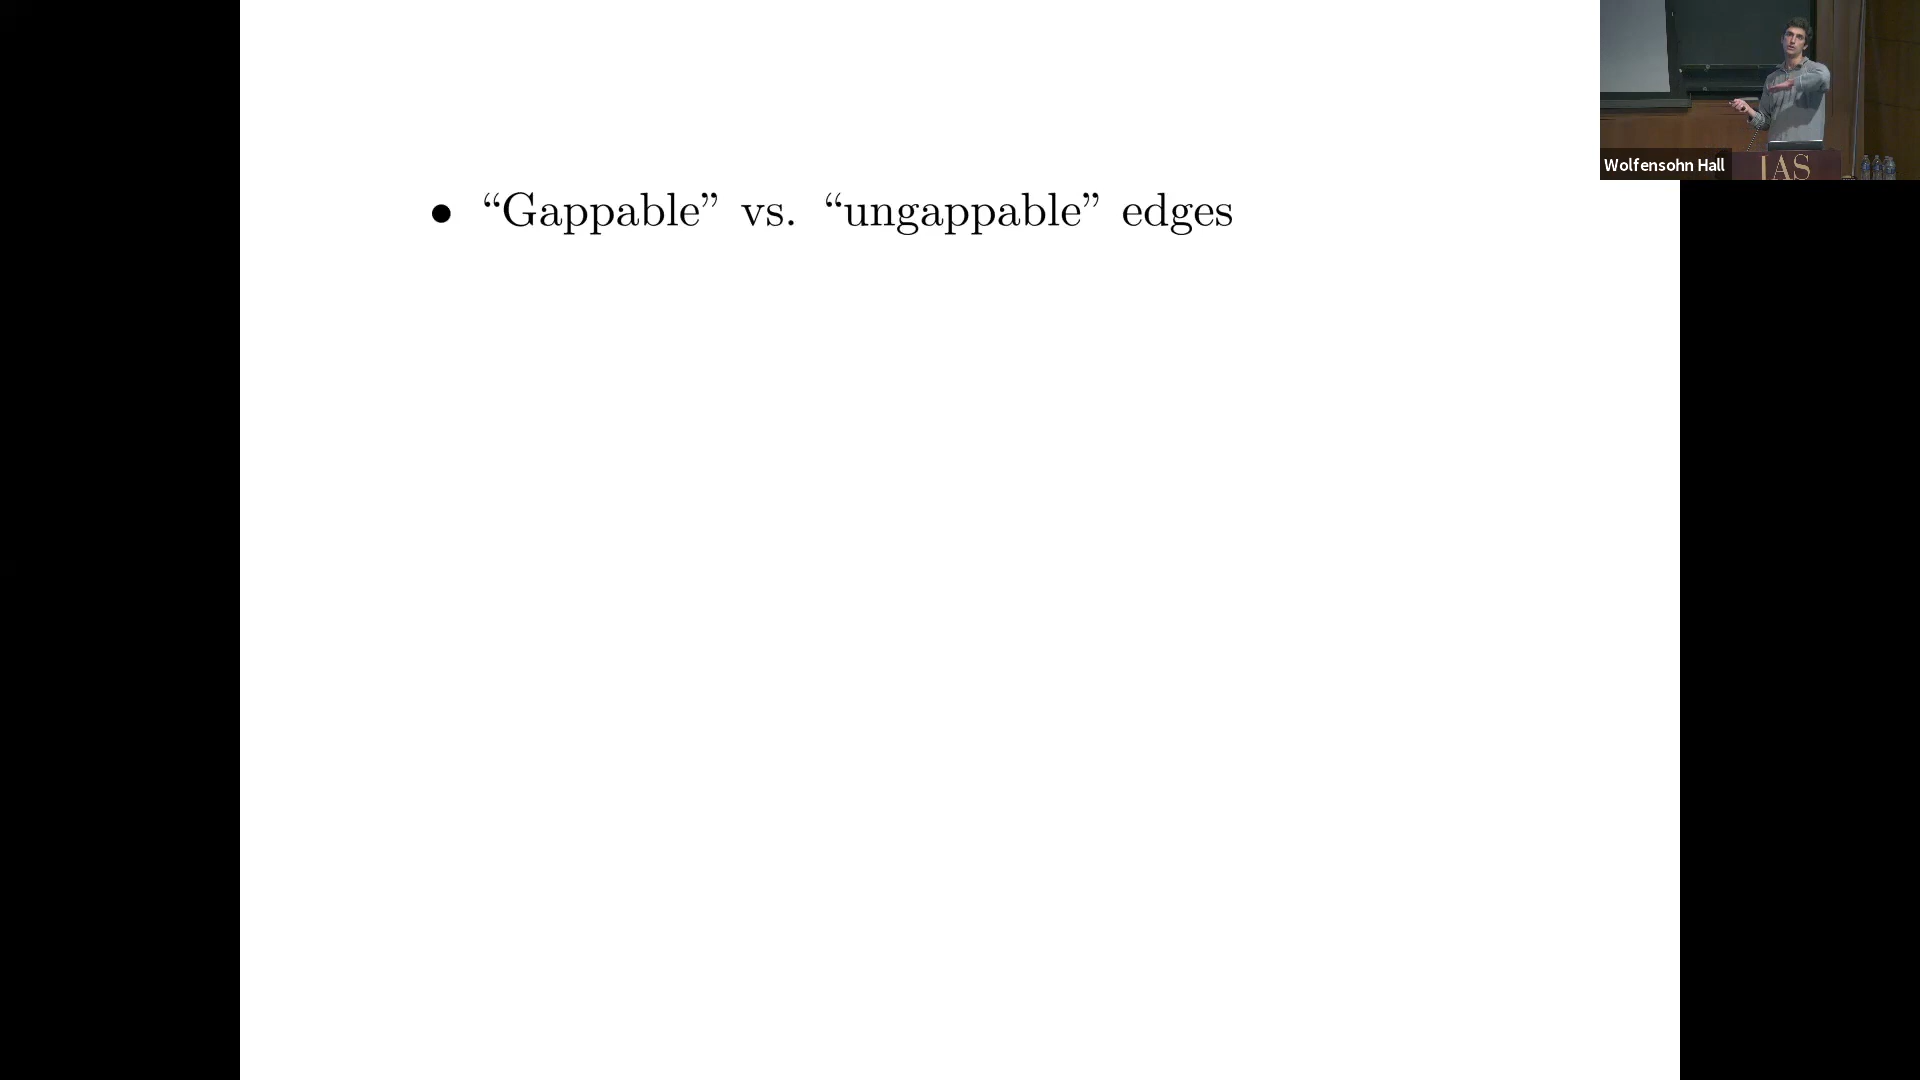 • “Gappable” vs. “ungappable” edges
Wolfensohn Hall
IAS